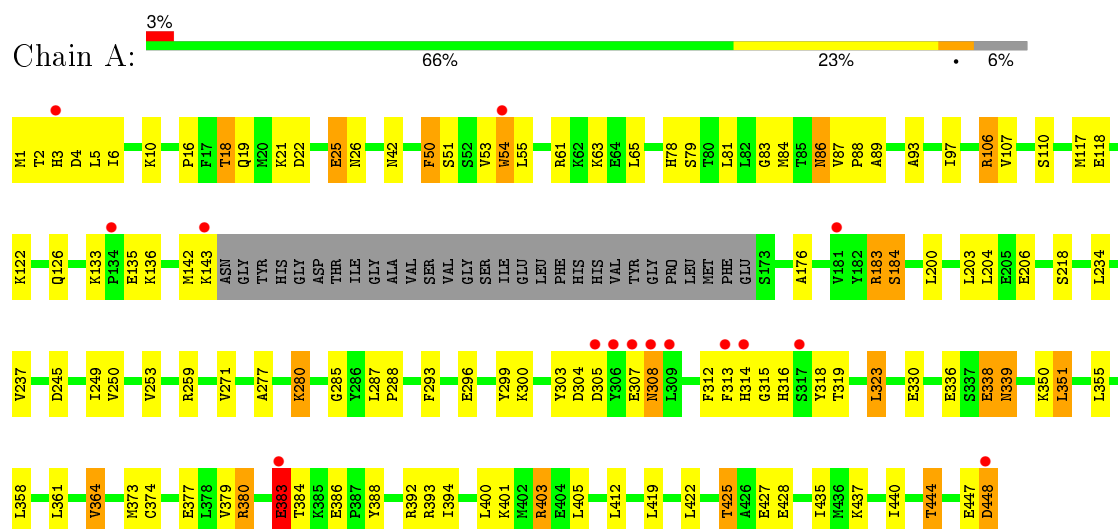 3%
Chain A:
66% 23% • 6%
M1 T2 H3 D4 L5 I6 K10 P16 F17 T18 Q19 M20 K21 D22 E25 N26 N42 F50 S51 S52 V53 W54 L55 R61 K62 K63 E64 L65 H78 S79 T80 L81 L82 G83 M84 T85 N86 V87 P88 A89 A93 I97 R106 V107 S110 M117 E118
K122 Q126 K133 P134 E135 K136 M142 K143 ASN GLY TYR HIS GLY ASP THR ILE GLY ALA VAL SER VAL GLY SER ILE LEU PHE HIS HIS VAL TYR GLY PRO LEU MET PHE GLU S173 A176 V181 Y182 R183 S184 L200 L203 L204 E205 E206 S218 L234
V237 D245 I249 V250 V253 R259 V271 A277 K280 G285 Y286 L287 P288 F293 E296 Y299 K300 Y303 D304 D305 Y306 E307 N308 L309 F312 F313 H314 G315 H316 S317 Y318 T319 L323 E330 E336 S337 E338 N339 K350 L351 L355
L358 L361 V364 M373 C374 E377 L378 V379 R380 E383 T384 K385 E386 P387 Y388 R392 R393 I394 L400 K401 M402 R403 E404 L405 L412 L419 L422 T425 A426 E427 E428 I435 M436 K437 I440 T444 E447 D448